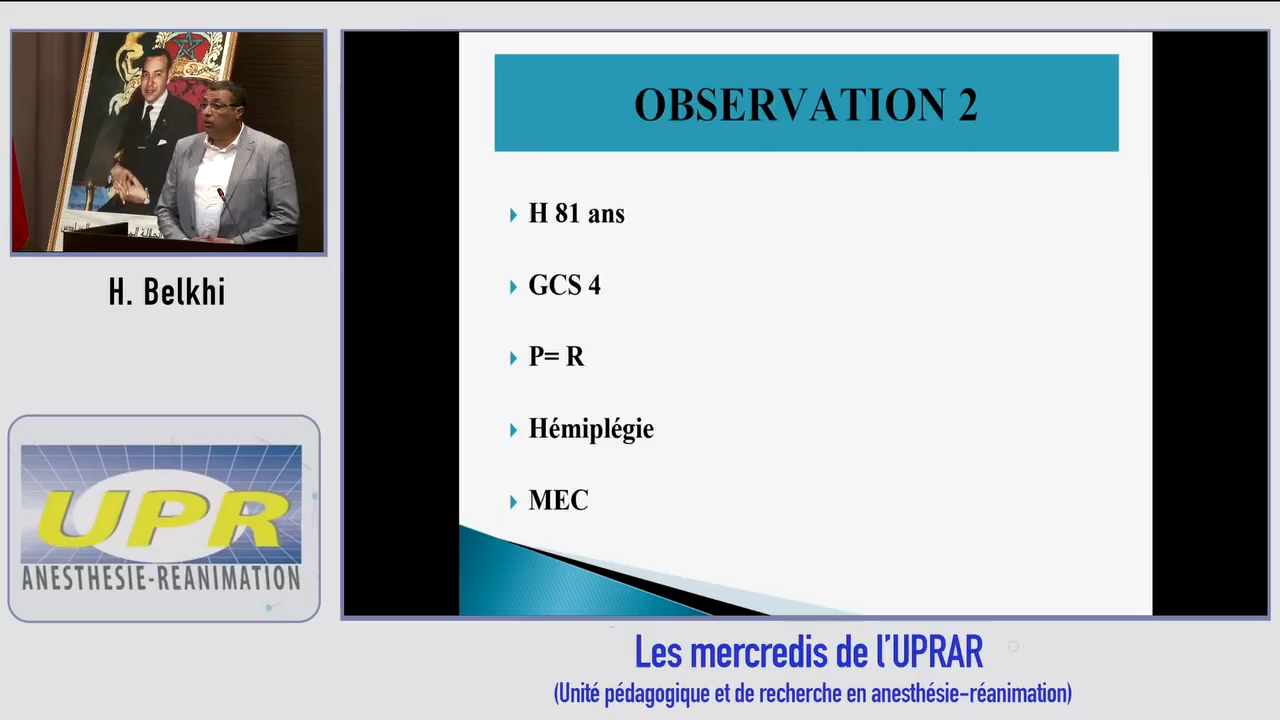 OBSERVATION 2
H 81 ans
GCS 4
P= R
Hémiplégie
MEC
H. Belkhi
UPR
ANESTHESIE-REANIMATION
Les mercredis de l'UPRAR
(Unité pédagogique et de recherche en anesthésie-réanimation)